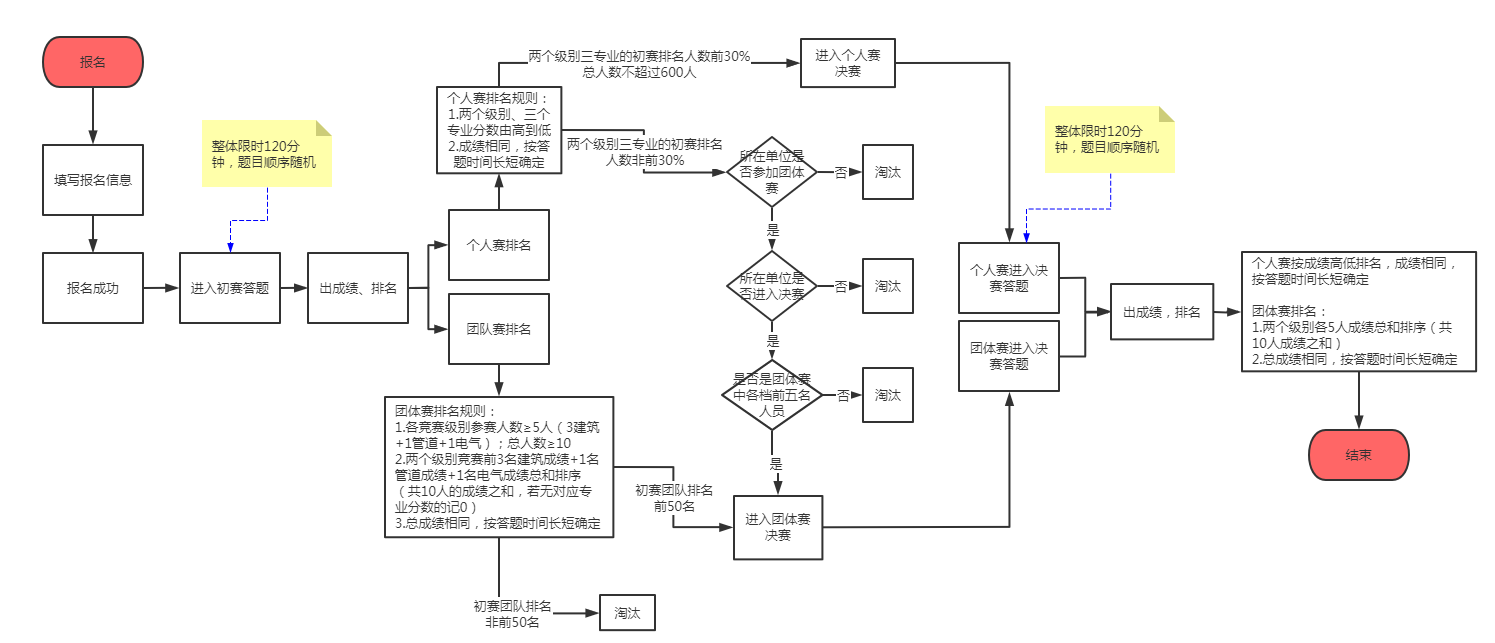 报名
填写报名信息
报名成功
整体限时120分
钟，题目顺序随机
进入初赛答题
出成绩、排名
个人赛排名
团队赛排名
个人赛排名规则：
1.两个级别、三个
专业分数由高到低
2.成绩相同，按答
题时间长短确定
两个级别三专业的初赛排名人数前30%
总人数不超过600人
进入个人赛
决赛
两个级别三专业的初赛排名
人数非前30%
所在单位是
否参加团体
赛
否
淘汰
是
所在单位是
否进入决赛
否
淘汰
是
是否是团体赛
中各档前五名
人员
否
淘汰
是
团体赛排名规则：
1.各竞赛级别参赛人数≥5人（3建筑
+1管道+1电气）；总人数≥10
2.两个级别竞赛前3名建筑成绩+1名
管道成绩+1名电气成绩总和排序
（共10人的成绩之和，若无对应专
业分数的记0）
3.总成绩相同，按答题时间长短确定
初赛团队排名
前50名
进入团体赛
决赛
初赛团队排名
非前50名
淘汰
整体限时120分
钟，题目顺序随机
个人赛进入决
赛答题
团体赛进入决
赛答题
出成绩，排名
个人赛按成绩高低排名，成绩相同，
按答题时间长短确定
团体赛排名：
1.两个级别各5人成绩总和排序（共
10人成绩之和）
2.总成绩相同，按答题时间长短确定
结束